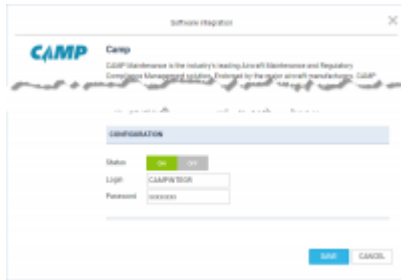 Software Integration
CAMP
Camp
CAMP Maintenance is the industry's leading Aircraft Maintenance and Regulatory
Compliance Management solution. Endorsed by the major aircraft manufacturers, CAMP
CONFIGURATION
Status ON OFF
Login CAMPINTEGR
Password xxxxxxxx
SAVE CANCEL